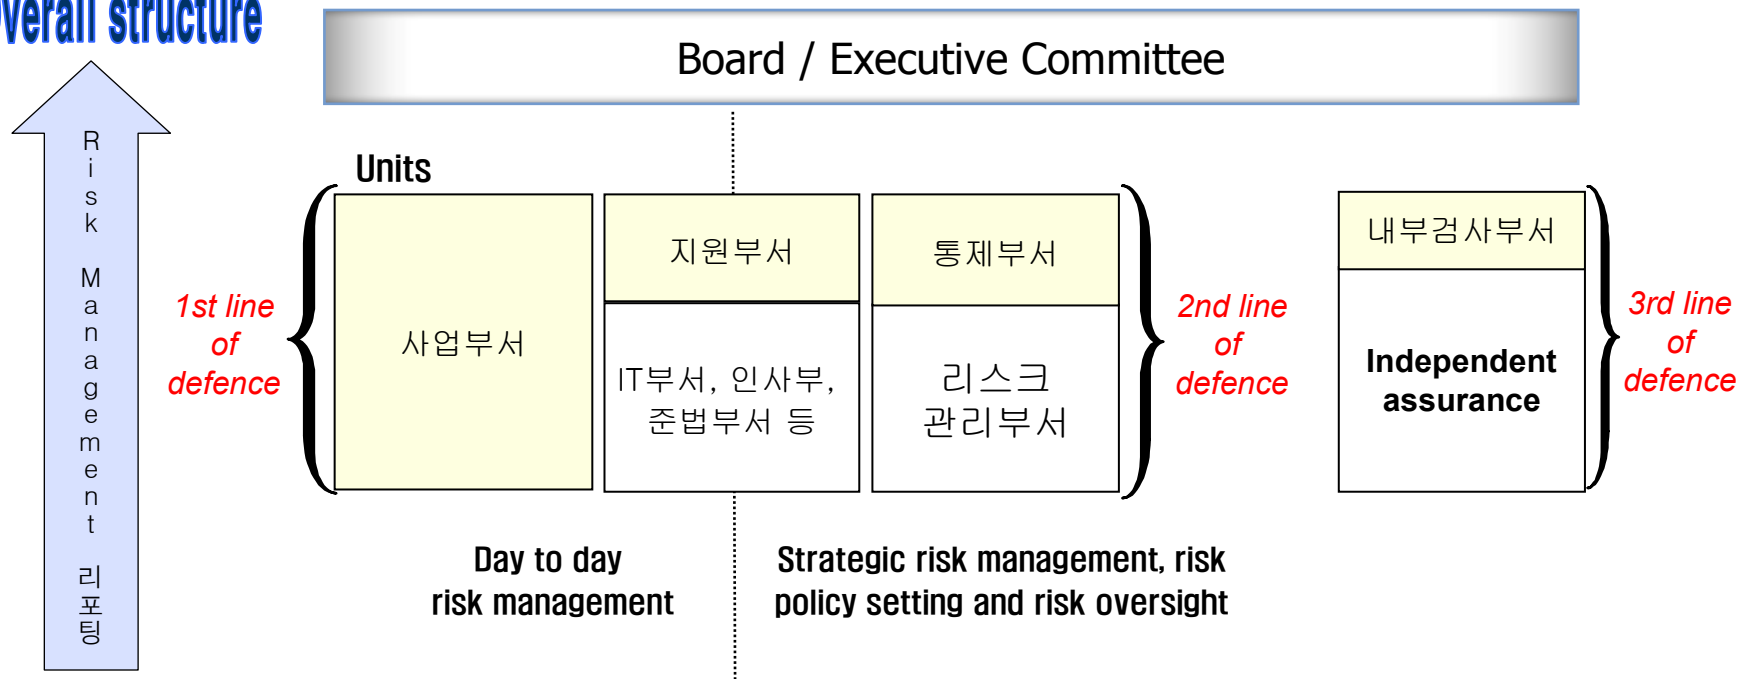 Overall structure
Board / Executive Committee
Risk Management 리포팅
Units
1st line
of
defence
사업부서
지원부서
IT부서, 인사부,
준법부서 등
통제부서
리스크
관리부서
2nd line
of
defence
내부검사부서
Independent
assurance
3rd line
of
defence
Day to day
risk management
Strategic risk management, risk
policy setting and risk oversight